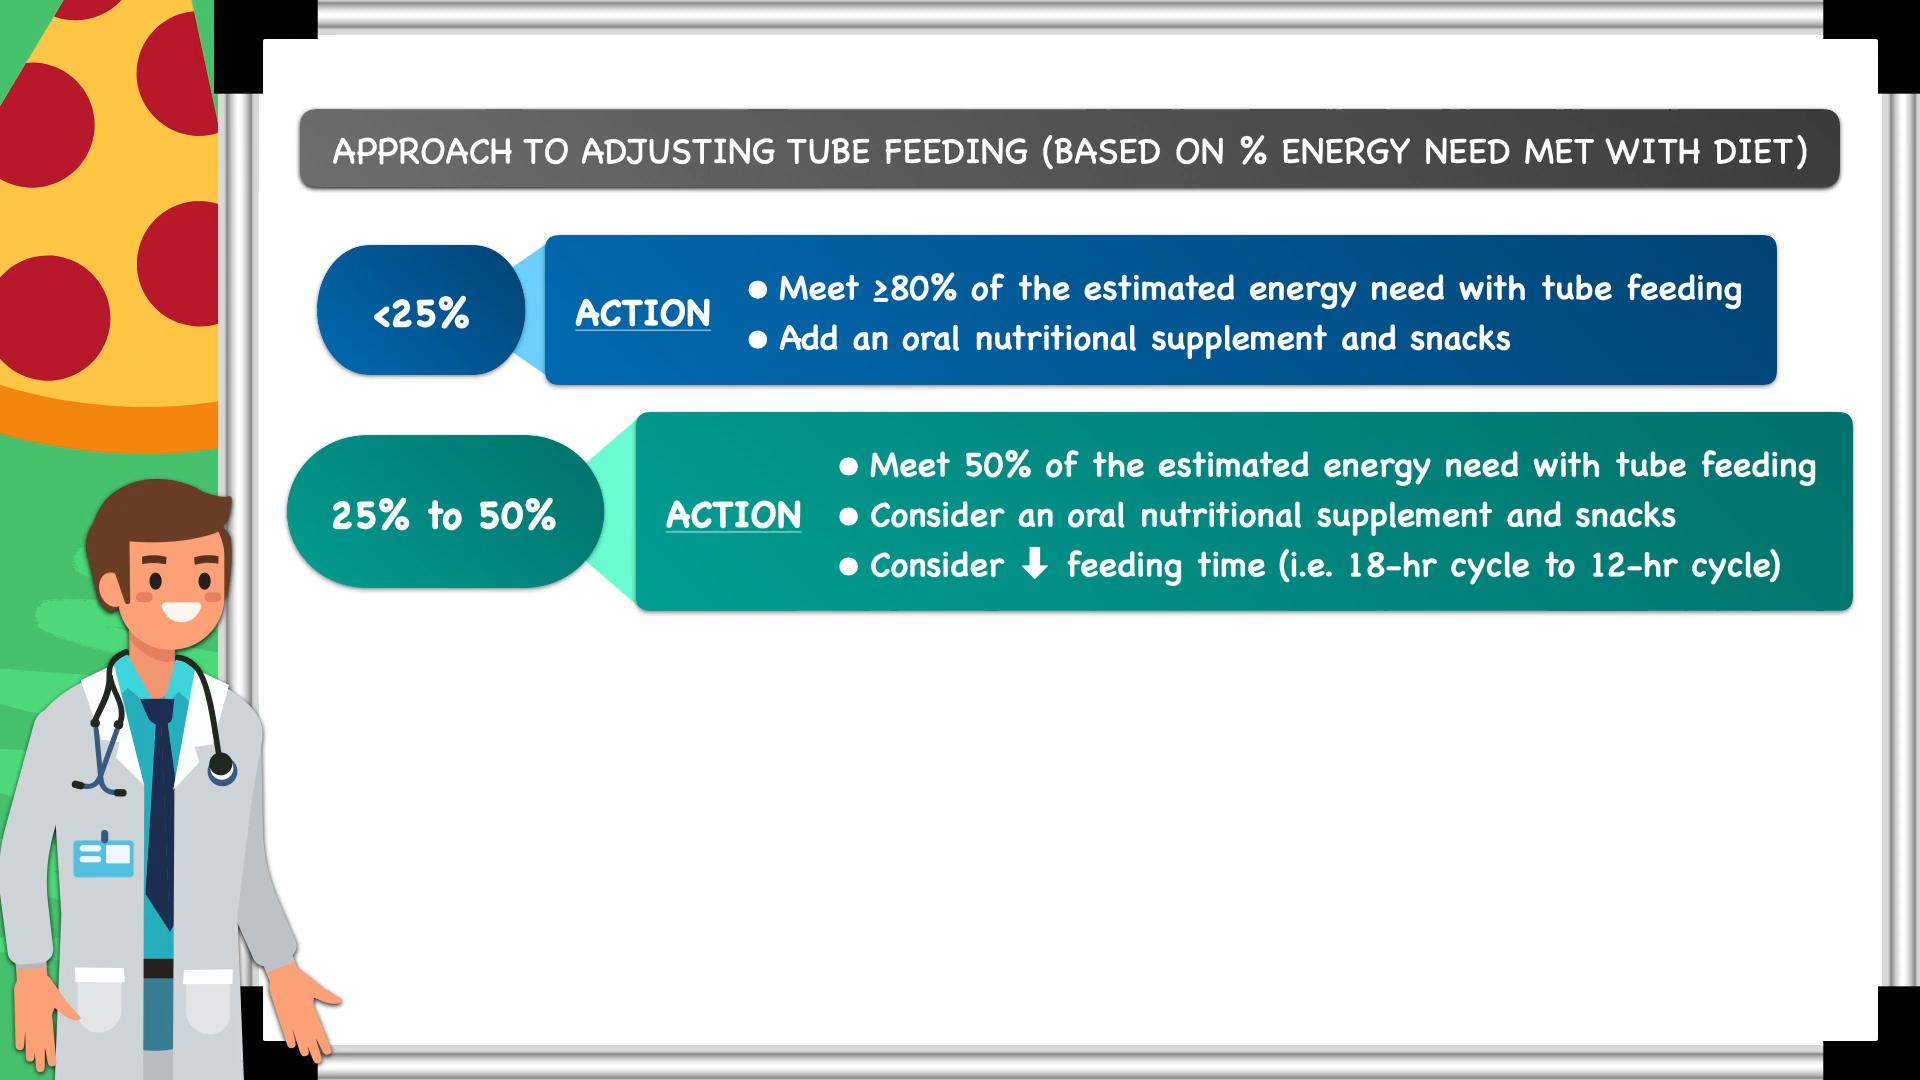 APPROACH TO ADJUSTING TUBE FEEDING (BASED ON % ENERGY NEED MET WITH DIET)
<25%
ACTION
● Meet ≥80% of the estimated energy need with tube feeding
● Add an oral nutritional supplement and snacks
25% to 50%
ACTION
● Meet 50% of the estimated energy need with tube feeding
● Consider an oral nutritional supplement and snacks
● Consider ⬇ feeding time (i.e. 18-hr cycle to 12-hr cycle)